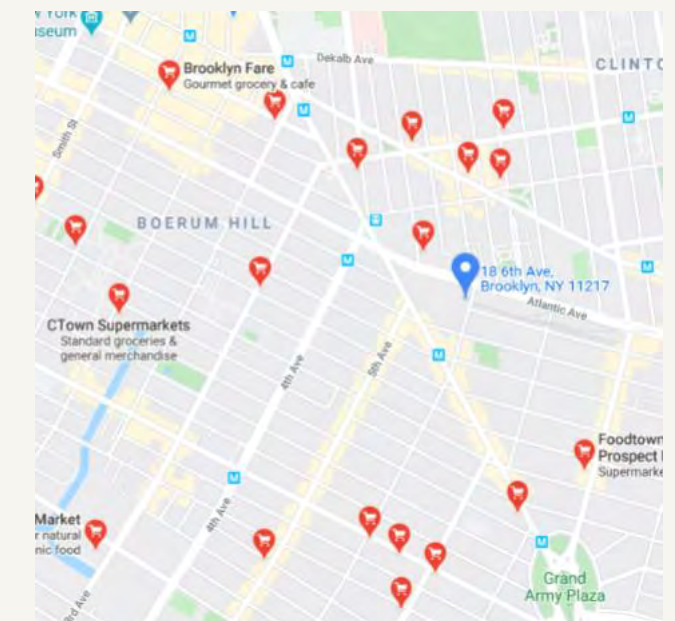 YORK
useum
Brooklyn Fare
Gourmet grocery & cafe
Dekalb Ave
CLINTO
M
M
M
M
Smith St
BOERUM HILL
M
M
18 6th Ave,
Brooklyn, NY 11217
Atlantic Ave
CTown Supermarkets
Standard groceries &
general merchandise
M
4th Ave
5th Ave
Foodtown
Prospect
Supermarke
M
4th Ave
Market
r natural
nic food
M
Grand
Army Plaza
3rd Ave